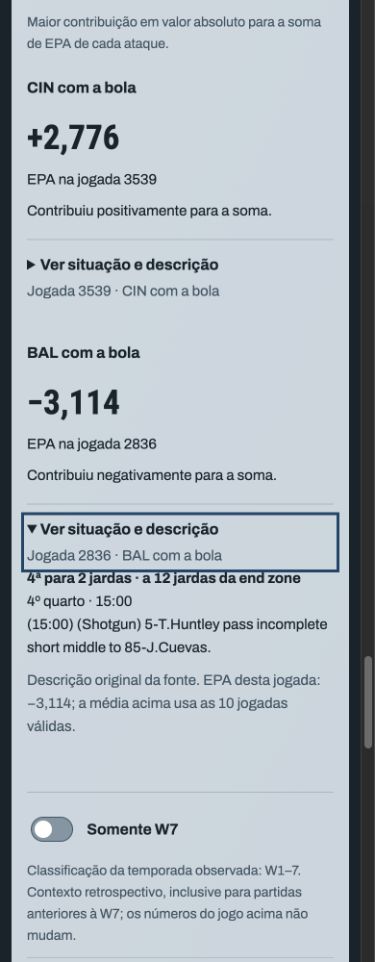 Maior contribuição em valor absoluto para a soma
de EPA de cada ataque.
CIN com a bola
+2,776
EPA na jogada 3539
Contribuiu positivamente para a soma.
▶ Ver situação e descrição
Jogada 3539 · CIN com a bola
BAL com a bola
−3,114
EPA na jogada 2836
Contribuiu negativamente para a soma.
▼ Ver situação e descrição
Jogada 2836 · BAL com a bola
4ª para 2 jardas · a 12 jardas da end zone
4º quarto · 15:00
(15:00) (Shotgun) 5-T.Huntley pass incomplete
short middle to 85-J.Cuevas.
Descrição original da fonte. EPA desta jogada:
−3,114; a média acima usa as 10 jogadas
válidas.
Somente W7
Classificação da temporada observada: W1–7.
Contexto retrospectivo, inclusive para partidas
anteriores à W7; os números do jogo acima não
mudam.